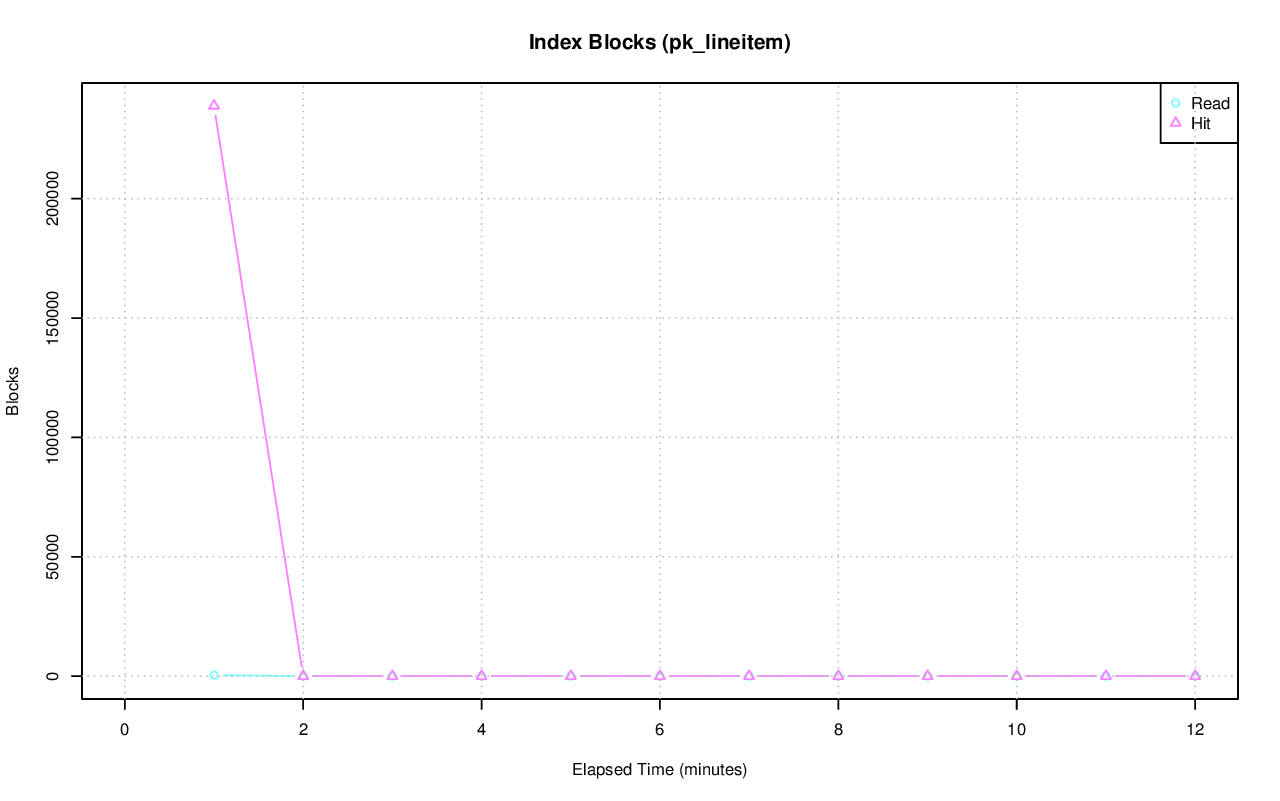 Index Blocks (pk_lineitem)
Read
Hit
200000
150000
100000
50000
0
Blocks
0 2 4 6 8 10 12
Elapsed Time (minutes)